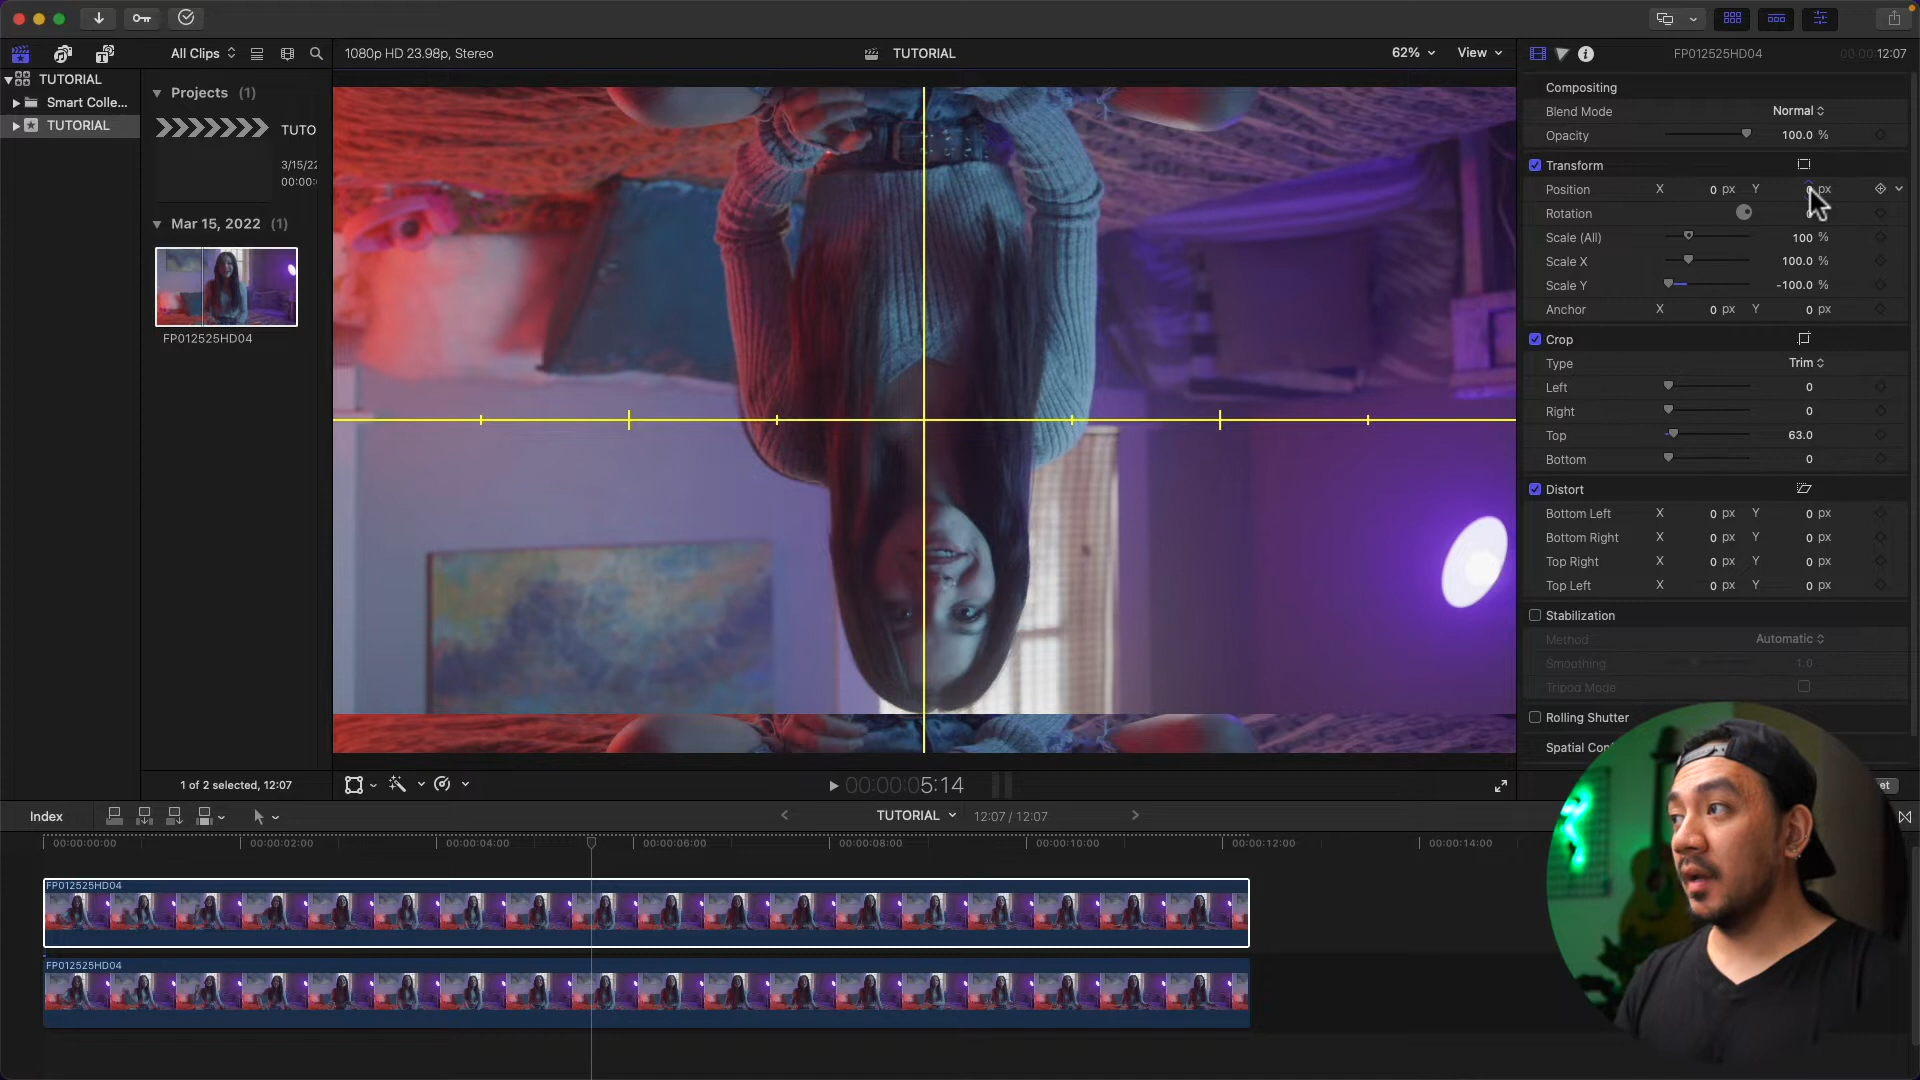 All Clips
1080p HD 23.98p, Stereo
TUTORIAL
62%
View
FP012525HD04
00:00:12:07
TUTORIAL
Smart Colle...
TUTORIAL
Projects (1)
TUTO
3/15/22
00:00:
Mar 15, 2022 (1)
FP012525HD04
1 of 2 selected, 12:07
Compositing
Blend Mode Normal
Opacity 100.0 %
Transform
Position X 0 px Y 0 px
Rotation
Scale (All) 100 %
Scale X 100.0 %
Scale Y -100.0 %
Anchor X 0 px Y 0 px
Crop
Type Trim
Left 0
Right 0
Top 63.0
Bottom 0
Distort
Bottom Left X 0 px Y 0 px
Bottom Right X 0 px Y 0 px
Top Right X 0 px Y 0 px
Top Left X 0 px Y 0 px
Stabilization
Method Automatic
Smoothing 1.0
Tripod Mode
Rolling Shutter
Spatial Con
et
00:00:05:14
Index
TUTORIAL
12:07 / 12:07
00:00:00:00 00:00:02:00 00:00:04:00 00:00:06:00 00:00:08:00 00:00:10:00 00:00:12:00 00:00:14:00
FP012525HD04
FP012525HD04